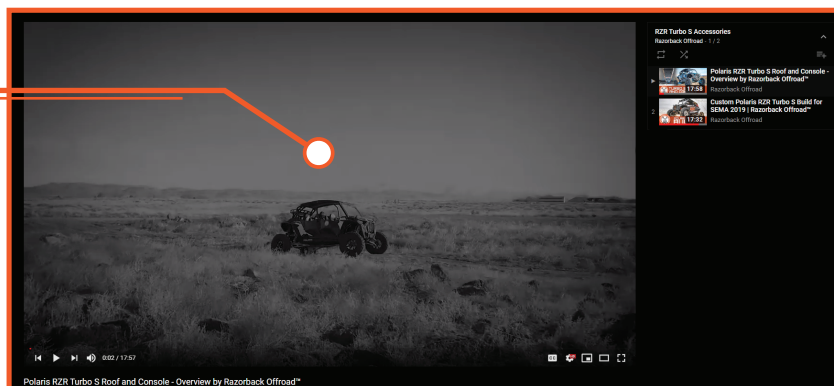 RZR Turbo S Accessories
Razorback Offroad - 1 / 2
Polaris RZR Turbo S Roof and Console -
Overview by Razorback Offroad™
Razorback Offroad
17:58
2
Custom Polaris RZR Turbo S Build for
SEMA 2019 | Razorback Offroad™
Razorback Offroad
17:32
0:02 / 17:57
CC
Polaris RZR Turbo S Roof and Console - Overview by Razorback Offroad™